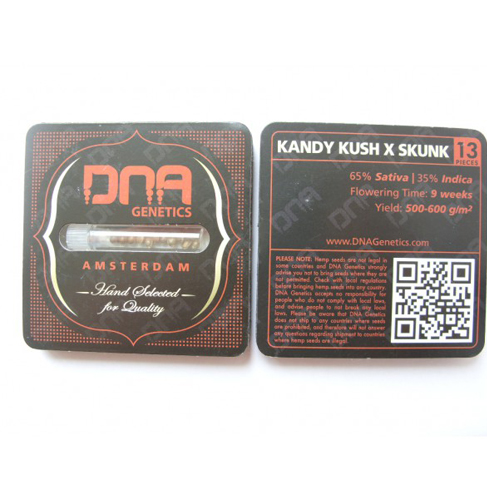 DNA
GENETICS
AMSTERDAM
Hand Selected
for Quality
KANDY KUSH X SKUNK
13
PIECES
65% Sativa | 35% Indica
Flowering Time: 9 weeks
Yield: 500-600 g/m²
www.DNAGenetics.com
PLEASE NOTE: Hemp seeds are not legal in
some countries and DNA Genetics strongly
advise you not to bring seeds where they are
not permited. Check with local regulations
before bringing hemp seeds into any country.
DNA Genetics accepts no responsibility for
people who do not comply with local laws,
and advise people to not break any local
laws. Please be aware that DNA Genetics
does not ship to any countries where seeds
are prohibited, and therefore will not answer
any questions regarding shipment to countries
where hemp seeds are illegal.